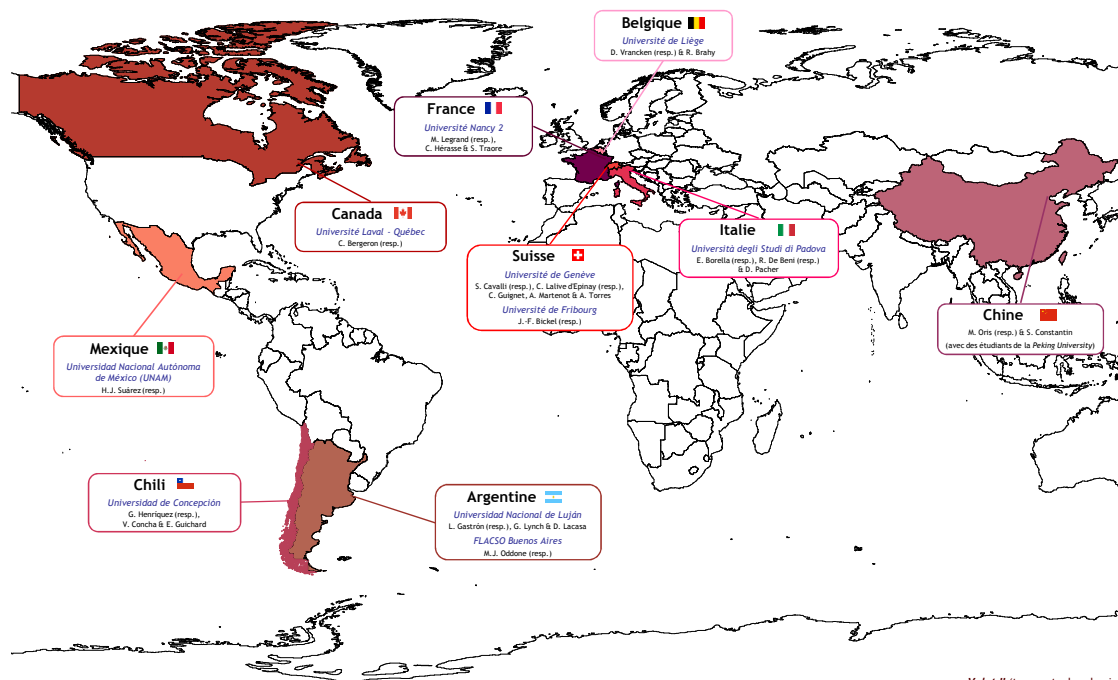 Belgique
Université de Liège
D. Vrancken (resp.) & R. Brahy
France
Université Nancy 2
M. Legrand (resp.),
C. Hérasse & S. Traore
Canada
Université Laval - Québec
C. Bergeron (resp.)
Suisse
Université de Genève
S. Cavalli (resp.), C. Lalive d'Epinay (resp.),
C. Guignet, A. Martenot & A. Torres
Université de Fribourg
J.-F. Bickel (resp.)
Italie
Università degli Studi di Padova
E. Borella (resp.), R. De Beni (resp.)
& D. Pacher
Chine
M. Oris (resp.) & S. Constantin
(avec des étudiants de la Peking University)
Mexique
Universidad Nacional Autònoma
de México (UNAM)
H.J. Suárez (resp.)
Chili
Universidad de Concepción
G. Henríquez (resp.),
V. Concha & E. Guichard
Argentine
Universidad Nacional de Luján
L. Gastrón (resp.), G. Lynch & D. Lacasa
FLACSO Buenos Aires
M.J. Oddone (resp.)